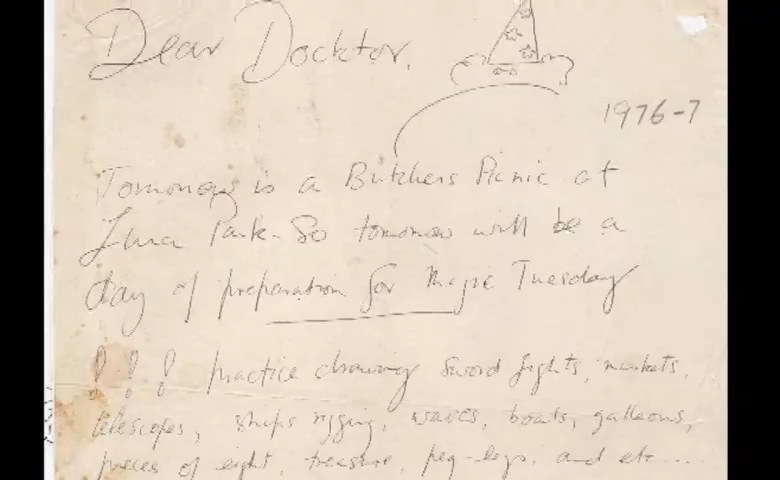 Dear Docktor,
1976-7
Tomorrow is a Butchers Picnic at
Luna Park. So tomorrow will be a
day of preparation for Magic Tuesday
! ! ! practice drawing sword fights, muskets,
telescopes, ships rigging, waves, boats, galleons,
pieces of eight, treasure, peg-legs, and etc....